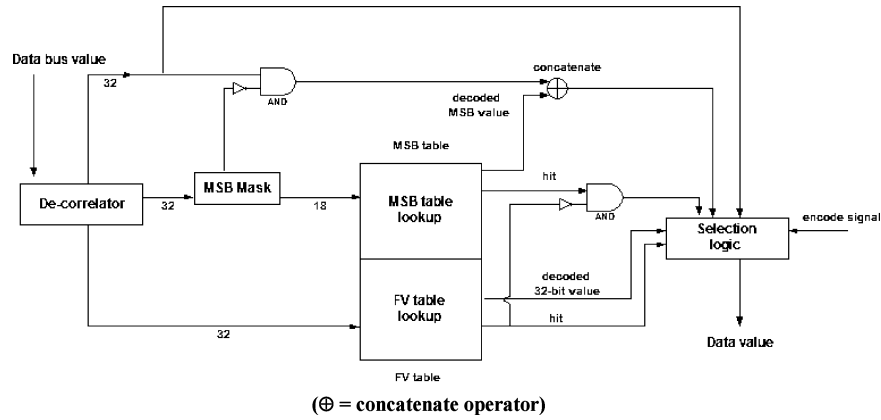 Data bus value
32
AND
concatenate
decoded
MSB value
MSB table
De-correlator
32
MSB Mask
18
MSB table
lookup
hit
AND
Selection
logic
encode signal
FV table
lookup
decoded
32-bit value
hit
32
Data value
FV table
(⊕ = concatenate operator)